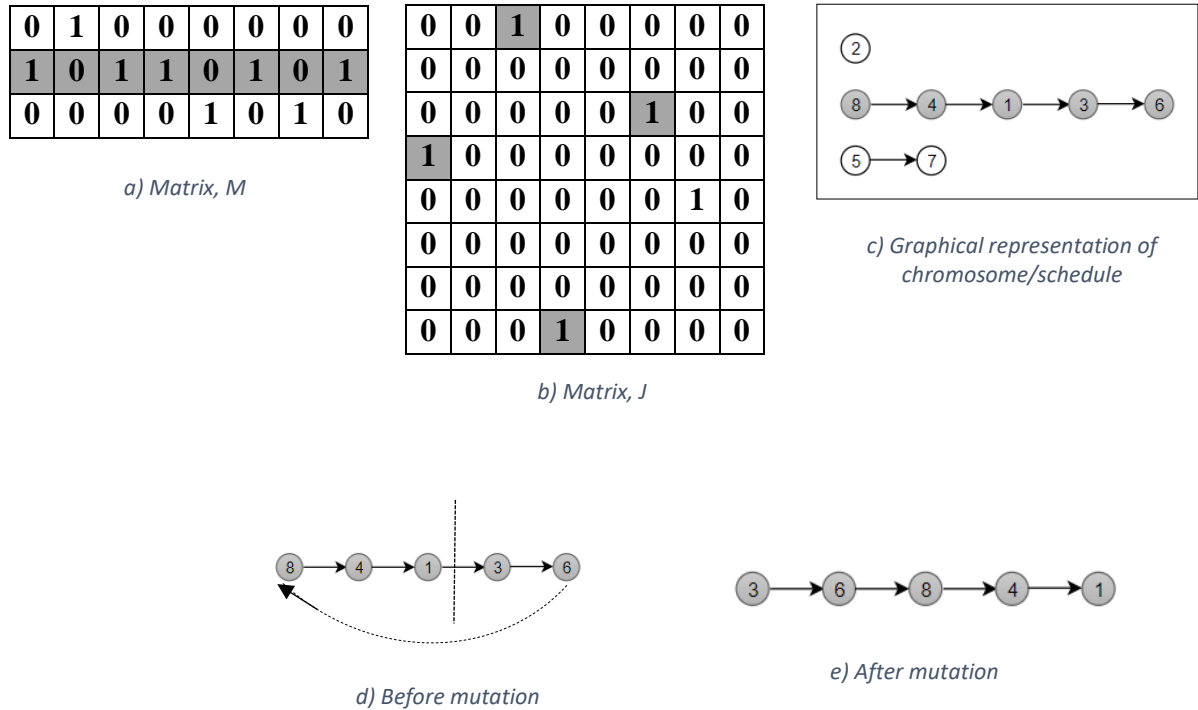 0 1 0 0 0 0 0 0
1 0 1 1 0 1 0 1
0 0 0 0 1 0 1 0
a) Matrix, M
0 0 1 0 0 0 0 0
0 0 0 0 0 0 0 0
0 0 0 0 0 1 0 0
1 0 0 0 0 0 0 0
0 0 0 0 0 0 1 0
0 0 0 0 0 0 0 0
0 0 0 0 0 0 0 0
0 0 0 1 0 0 0 0
b) Matrix, J
2
8 4 1 3 6
5 7
c) Graphical representation of
chromosome/schedule
8 4 1 3 6
d) Before mutation
3 6 8 4 1
e) After mutation